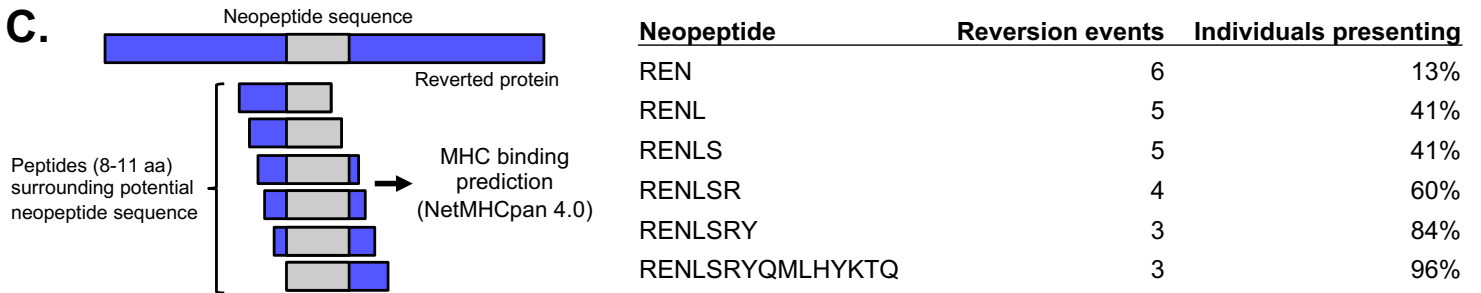 C.
Neopeptide sequence
Reverted protein
Peptides (8-11 aa)
surrounding potential
neopeptide sequence
MHC binding
prediction
(NetMHCpan 4.0)
Neopeptide Reversion events Individuals presenting
REN 6 13%
RENL 5 41%
RENLS 5 41%
RENLSR 4 60%
RENLSRY 3 84%
RENLSRYQMLHYKTQ 3 96%